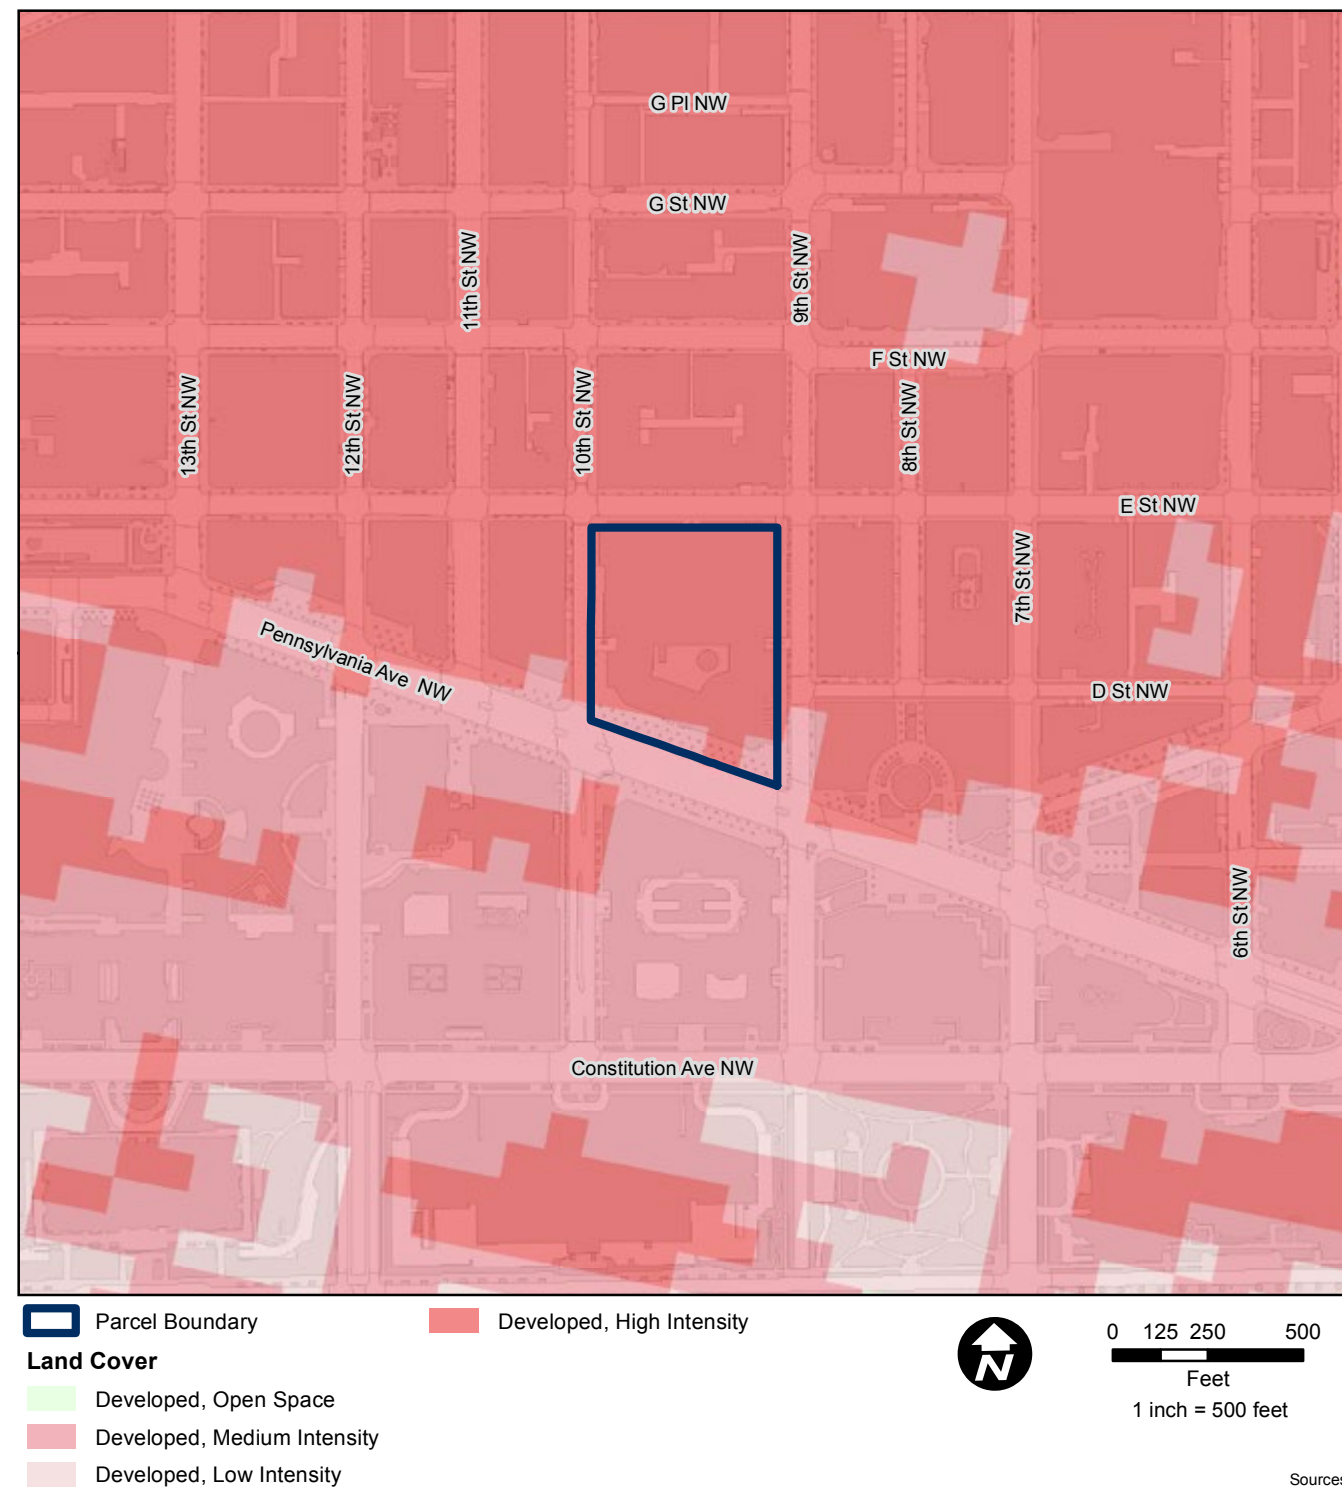 G Pl NW
G St NW
11th St NW
9th St NW
F St NW
13th St NW
12th St NW
10th St NW
8th St NW
E St NW
7th St NW
Pennsylvania Ave NW
D St NW
6th St NW
Constitution Ave NW
Parcel Boundary
Developed, High Intensity
Land Cover
Developed, Open Space
Developed, Medium Intensity
Developed, Low Intensity
N
0 125 250 500
Feet
1 inch = 500 feet
Sources